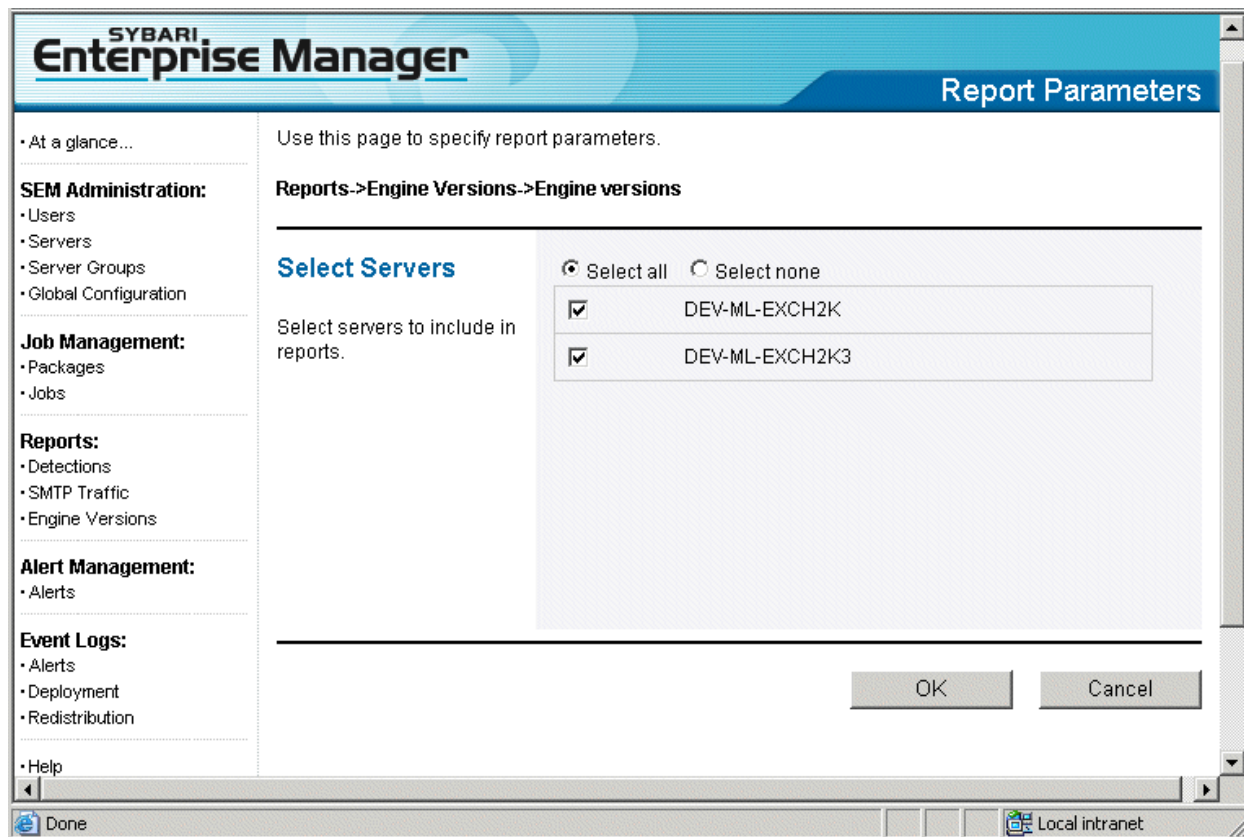 SYBARI
Enterprise Manager
Report Parameters
• At a glance...
SEM Administration:
• Users
• Servers
• Server Groups
• Global Configuration
Job Management:
• Packages
• Jobs
Reports:
• Detections
• SMTP Traffic
• Engine Versions
Alert Management:
• Alerts
Event Logs:
• Alerts
• Deployment
• Redistribution
• Help
Use this page to specify report parameters.
Reports->Engine Versions->Engine versions
Select Servers
Select servers to include in
reports.
Select all Select none
DEV-ML-EXCH2K
DEV-ML-EXCH2K3
OK Cancel
Done Local intranet